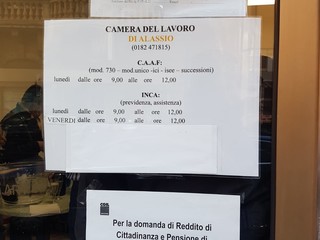 CAMERA DEL LAVORO
DI ALASSIO
(0182 471815)
C.A.A.F:
(mod. 730 – mod.unico -ici - isee – successioni)
lunedì dalle ore 9,00 alle ore 12,00
INCA:
(previdenza, assistenza)
lunedì dalle ore 9,00 alle ore 12,00
VENERDI dalle ore 9,00 alle ore 12,00
Per la domanda di Reddito di
Cittadinanza e Pensione di